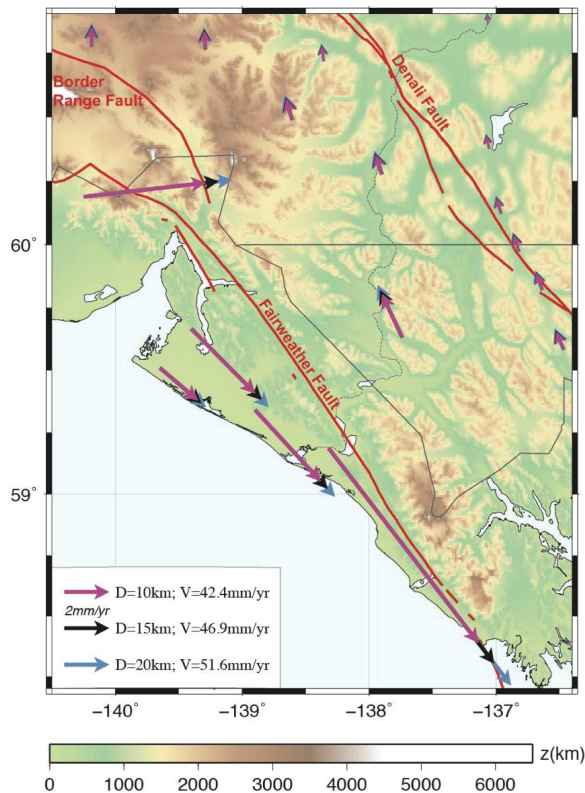 Border
Range Fault
Denali Fault
60°
Fairweather Fault
59°
D=10km; V=42.4mm/yr
2mm/yr
D=15km; V=46.9mm/yr
D=20km; V=51.6mm/yr
−140° −139° −138° −137°
z(km)
0 1000 2000 3000 4000 5000 6000